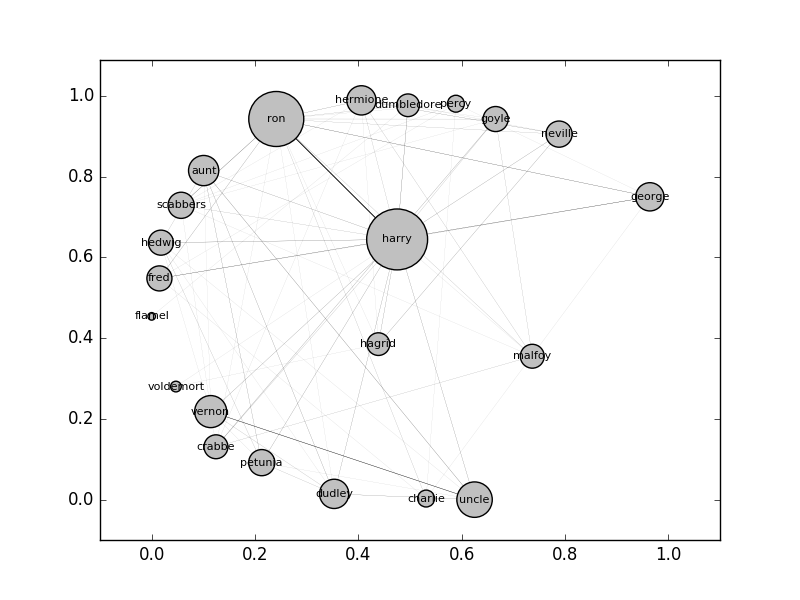 1.0
0.8
0.6
0.4
0.2
0.0
hermione
dumbledore
percy
ron
goyle
neville
aunt
scabbers
george
hedwig
harry
fred
flamel
hagrid
malfoy
voldemort
vernon
crabbe
petunia
dudley
charlie
uncle
0.0 0.2 0.4 0.6 0.8 1.0